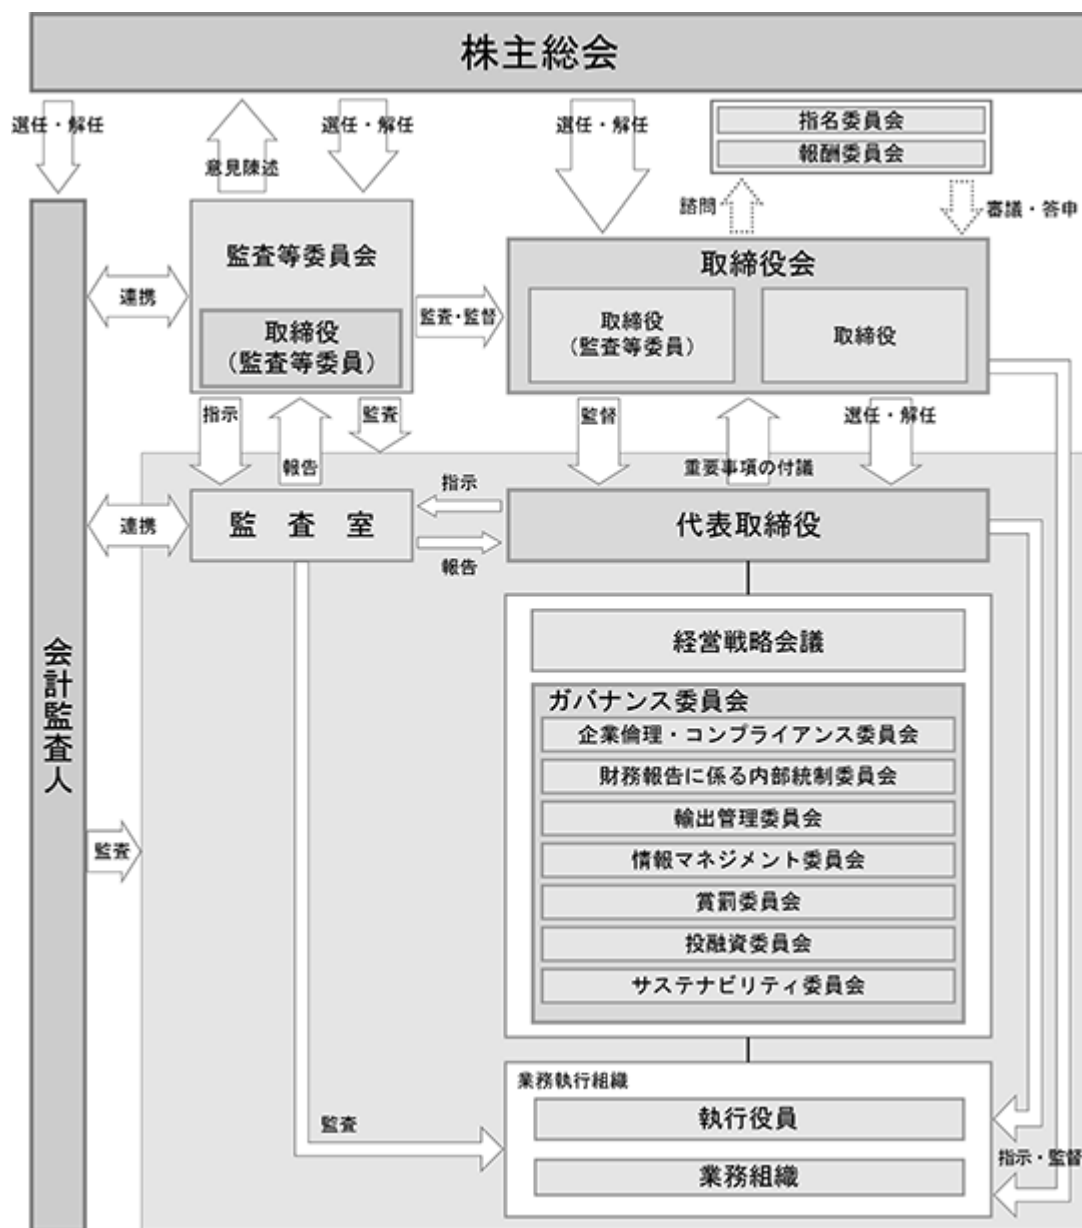 株主総会
選任・解任
意見陳述
選任・解任
選任・解任
指名委員会
報酬委員会
諮問
審議・答申
監査等委員会
取締役
(監査等委員)
連携
監査・監督
取締役会
取締役
(監査等委員)
取締役
指示
報告
監査
監督
重要事項の付議
選任・解任
連携
監査室
指示
報告
代表取締役
経営戦略会議
ガバナンス委員会
企業倫理・コンプライアンス委員会
財務報告に係る内部統制委員会
輸出管理委員会
情報マネジメント委員会
賞罰委員会
投融資委員会
サステナビリティ委員会
会計監査人
監査
業務執行組織
執行役員
業務組織
監査
指示・監督